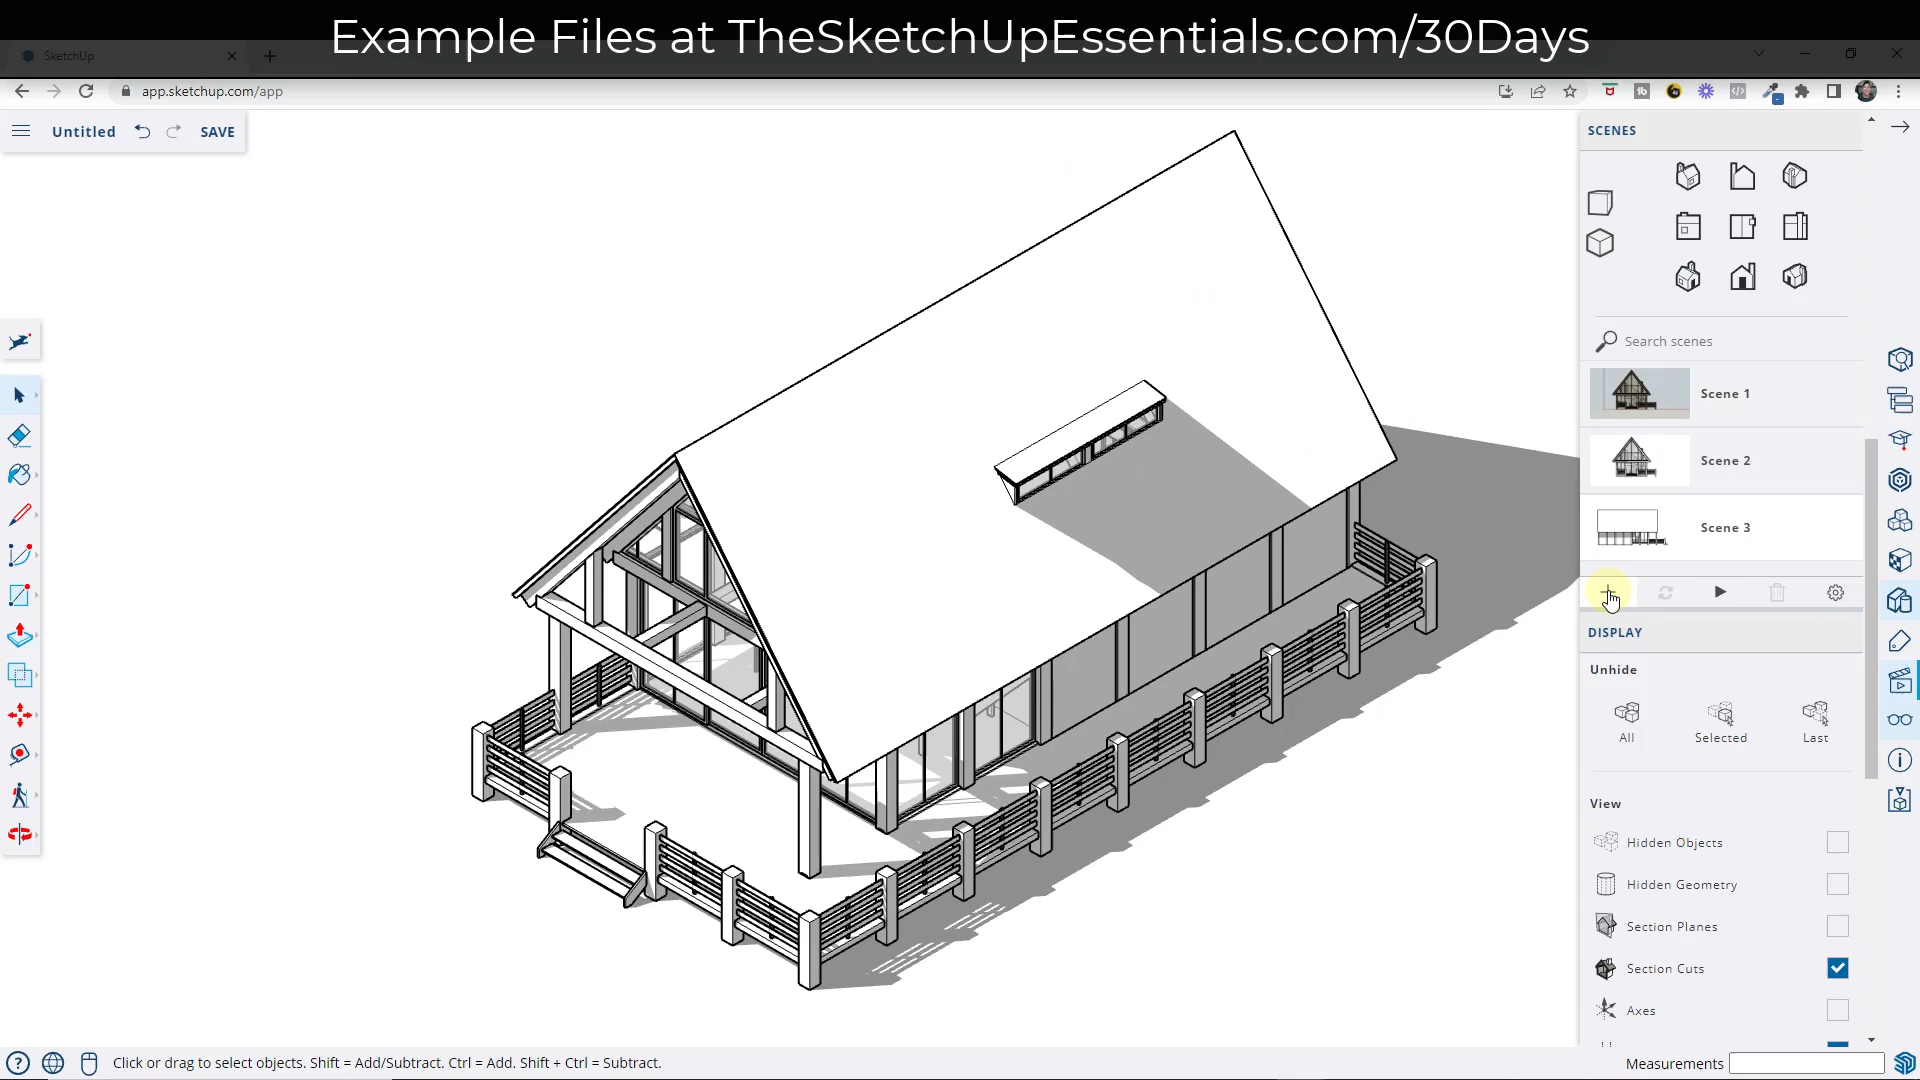 Example Files at TheSketchUpEssentials.com/30Days
SketchUp
app.sketchup.com/app
Untitled
SAVE
SCENES
Search scenes
Scene 1
Scene 2
Scene 3
DISPLAY
Unhide
All
Selected
Last
View
Hidden Objects
Hidden Geometry
Section Planes
Section Cuts
Axes
Click or drag to select objects. Shift = Add/Subtract. Ctrl = Add. Shift + Ctrl = Subtract.
Measurements